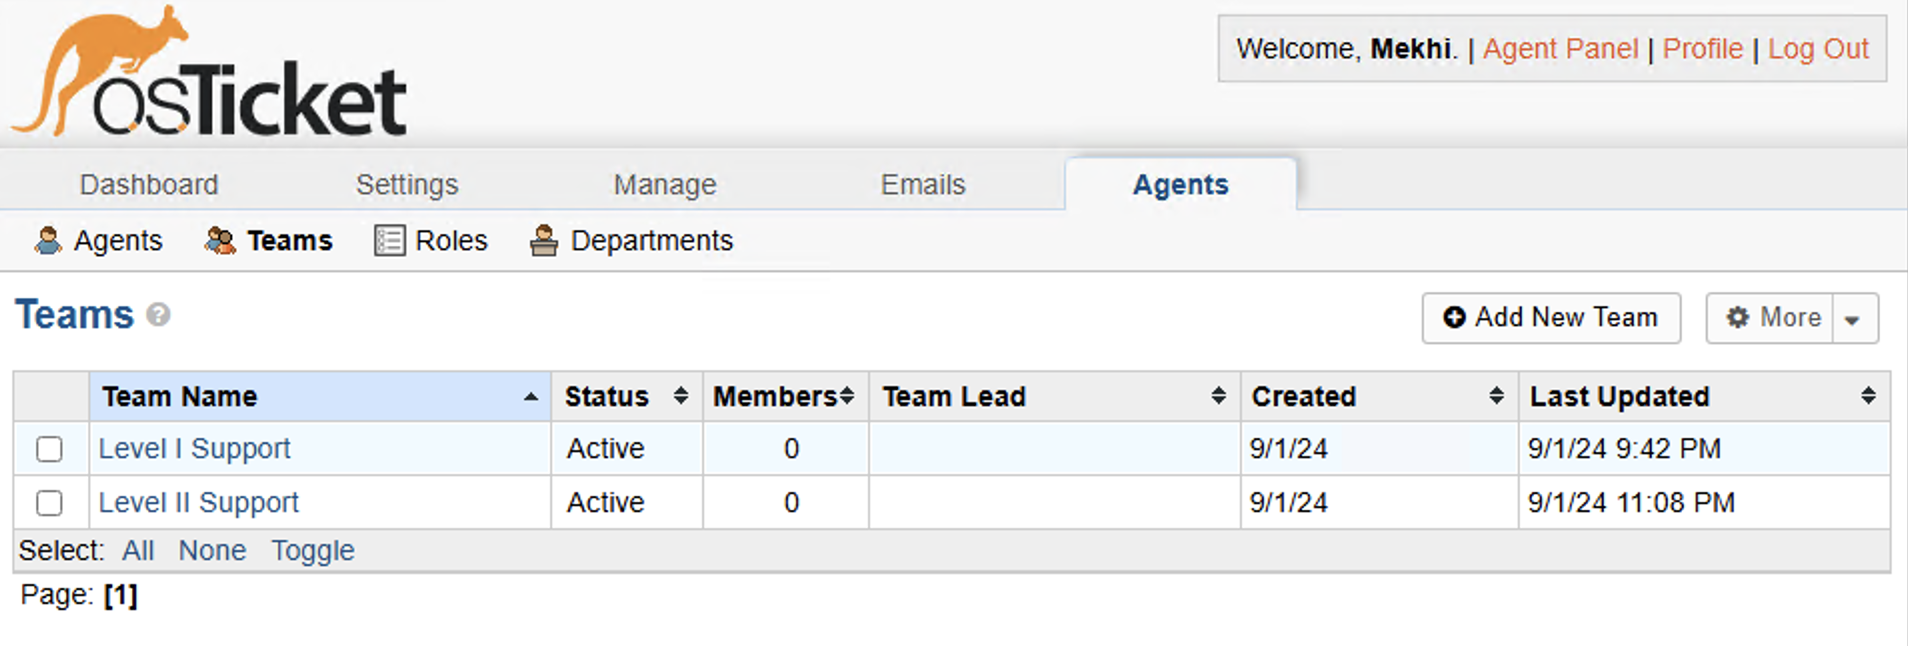 osTicket
Welcome, Mekhi. | Agent Panel | Profile | Log Out
Dashboard Settings Manage Emails Agents
Agents Teams Roles Departments
Teams ?
Add New Team More
Team Name Status Members Team Lead Created Last Updated
Level I Support Active 0 9/1/24 9/1/24 9:42 PM
Level II Support Active 0 9/1/24 9/1/24 11:08 PM
Select: All None Toggle
Page: [1]